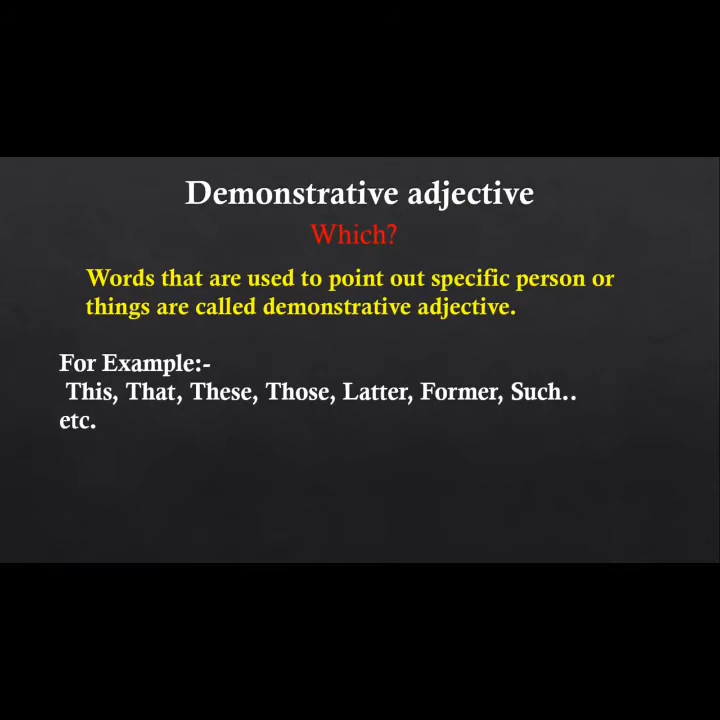 Demonstrative adjective
Which?
Words that are used to point out specific person or
things are called demonstrative adjective.
For Example:-
This, That, These, Those, Latter, Former, Such..
etc.